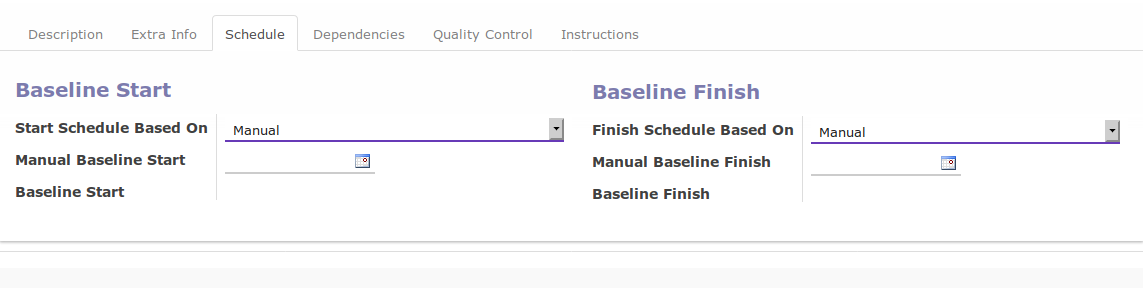 Description Extra Info Schedule Dependencies Quality Control Instructions
Baseline Start
Start Schedule Based On Manual
Manual Baseline Start
Baseline Start
Baseline Finish
Finish Schedule Based On Manual
Manual Baseline Finish
Baseline Finish